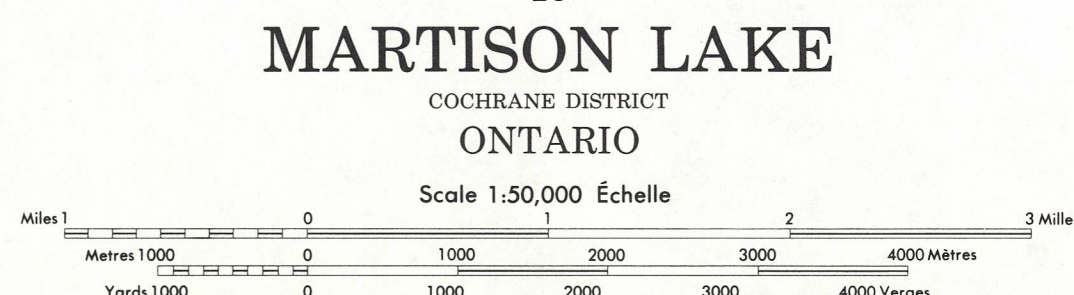 MARTISON LAKE
COCHRANE DISTRICT
ONTARIO
Scale 1:50,000 Échelle
Miles 1 0 1 2 3 Mille
Metres 1000 0 1000 2000 3000 4000 Mètres
Yards 1000 0 1000 2000 3000 4000 Verges